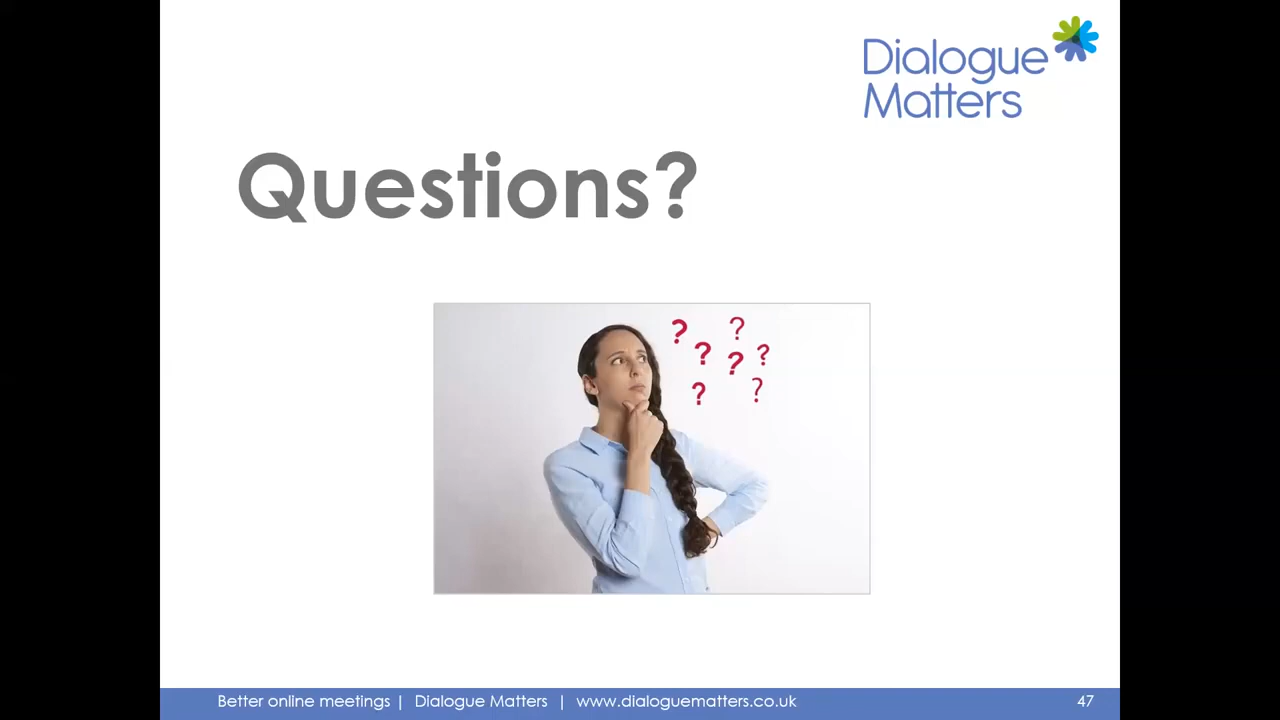 Dialogue
Matters
Questions?
? ?
? ? ?
? ?
Better online meetings | Dialogue Matters | www.dialoguematters.co.uk 47